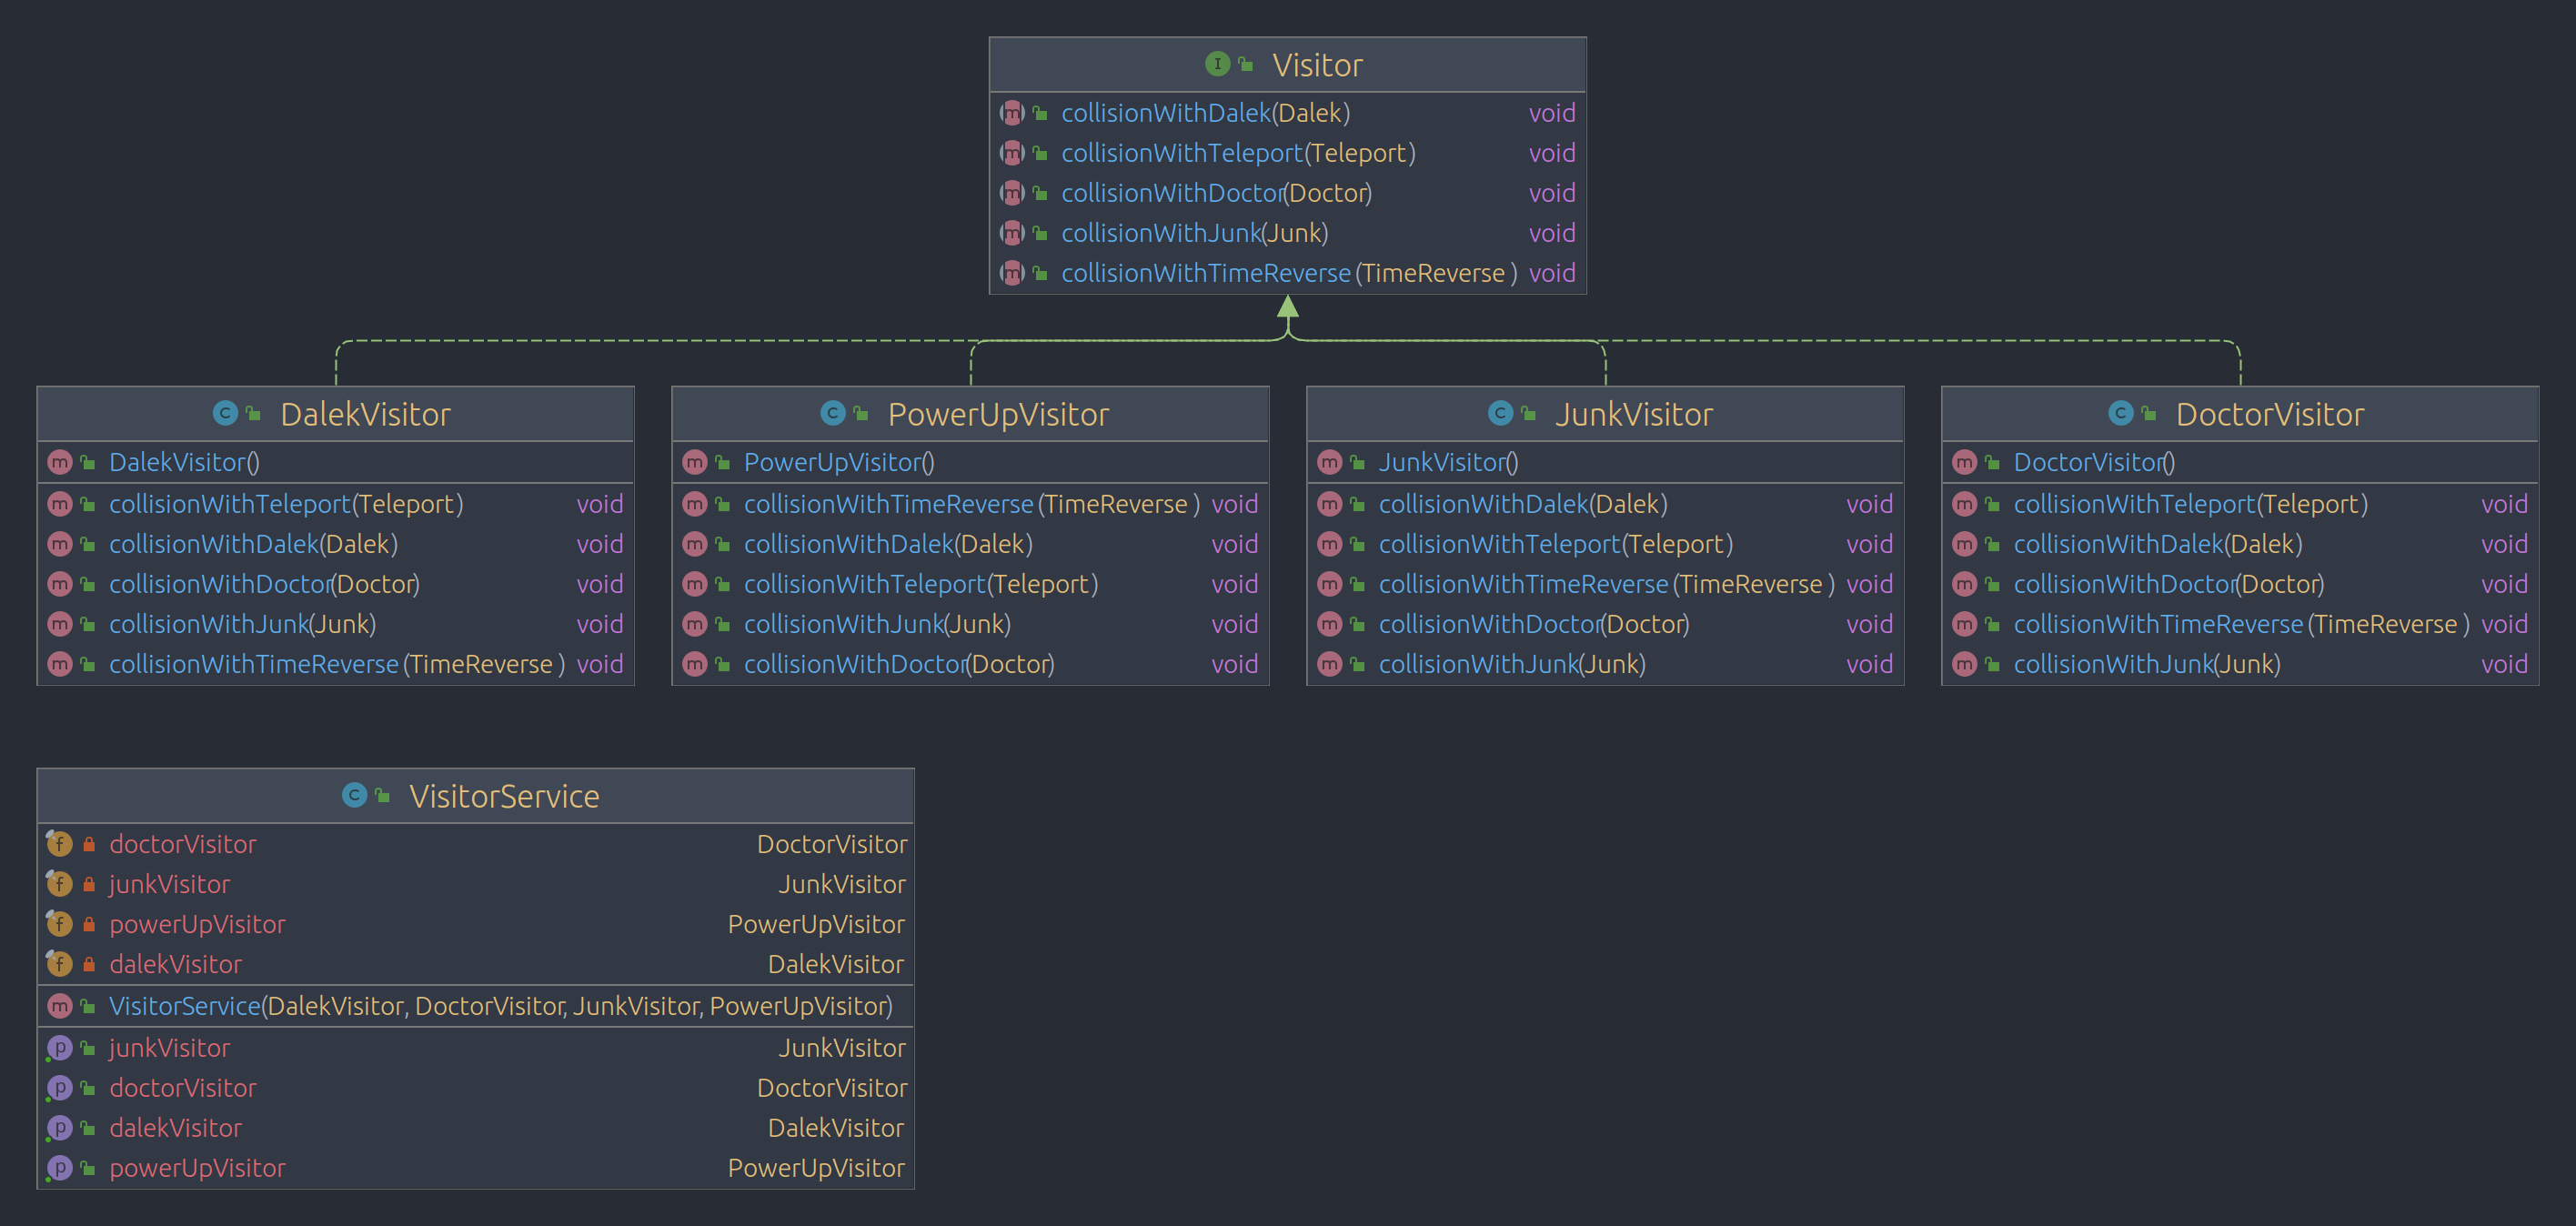 Visitor
collisionWithDalek(Dalek) void
collisionWithTeleport(Teleport) void
collisionWithDoctor(Doctor) void
collisionWithJunk(Junk) void
collisionWithTimeReverse(TimeReverse) void
DalekVisitor
DalekVisitor()
collisionWithTeleport(Teleport) void
collisionWithDalek(Dalek) void
collisionWithDoctor(Doctor) void
collisionWithJunk(Junk) void
collisionWithTimeReverse(TimeReverse) void
PowerUpVisitor
PowerUpVisitor()
collisionWithTimeReverse(TimeReverse) void
collisionWithDalek(Dalek) void
collisionWithTeleport(Teleport) void
collisionWithJunk(Junk) void
collisionWithDoctor(Doctor) void
JunkVisitor
JunkVisitor()
collisionWithDalek(Dalek) void
collisionWithTeleport(Teleport) void
collisionWithTimeReverse(TimeReverse) void
collisionWithDoctor(Doctor) void
collisionWithJunk(Junk) void
DoctorVisitor
DoctorVisitor()
collisionWithTeleport(Teleport) void
collisionWithDalek(Dalek) void
collisionWithDoctor(Doctor) void
collisionWithTimeReverse(TimeReverse) void
collisionWithJunk(Junk) void
VisitorService
doctorVisitor DoctorVisitor
junkVisitor JunkVisitor
powerUpVisitor PowerUpVisitor
dalekVisitor DalekVisitor
VisitorService(DalekVisitor, DoctorVisitor, JunkVisitor, PowerUpVisitor)
junkVisitor JunkVisitor
doctorVisitor DoctorVisitor
dalekVisitor DalekVisitor
powerUpVisitor PowerUpVisitor